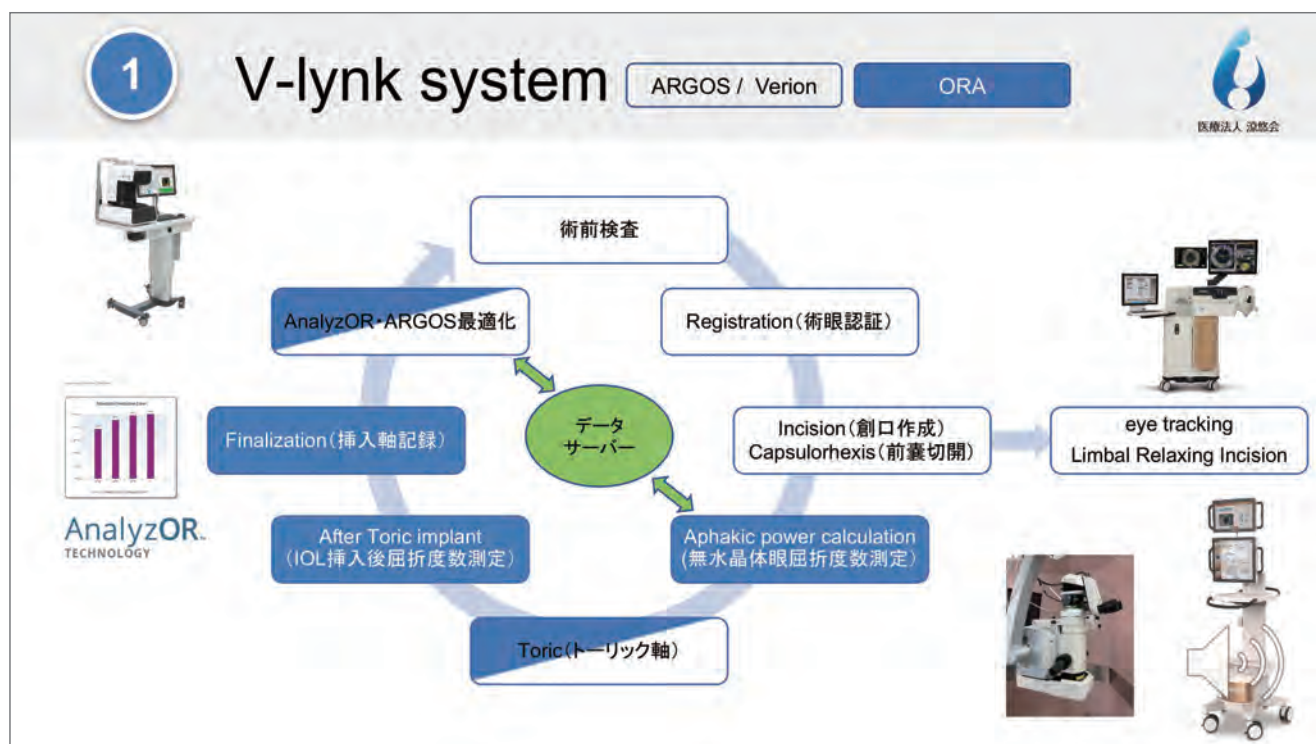 1
V-lynk system
ARGOS / Verion
ORA
医療法人 涼悠会
術前検査
Registration（術眼認証）
Incision（創口作成）
Capsulorhexis（前嚢切開）
eye tracking
Limbal Relaxing Incision
Aphakic power calculation
(無水晶体眼屈折度数測定）
Toric（トーリック軸）
After Toric implant
（IOL挿入後屈折度数測定）
Finalization（挿入軸記録）
AnalyzOR・ARGOS最適化
データ
サーバー
AnalyzOR™
TECHNOLOGY